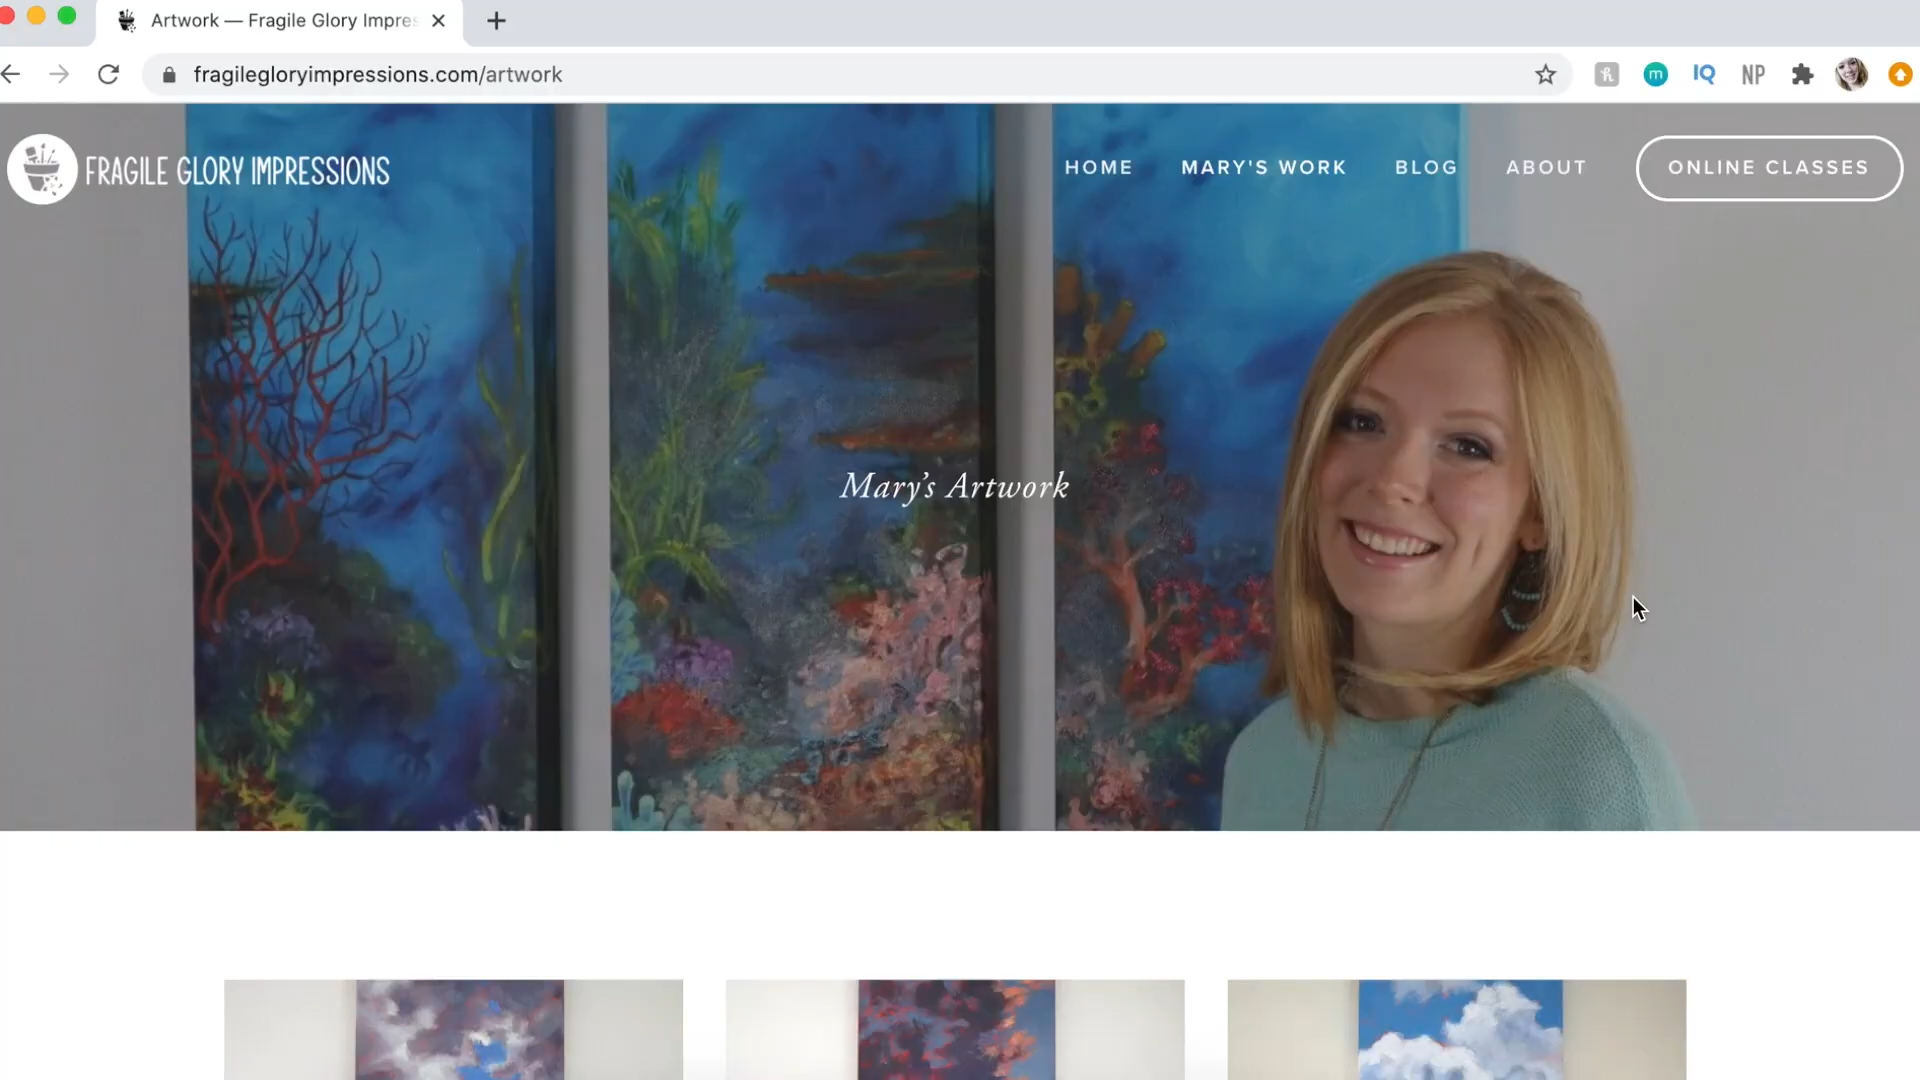 Artwork — Fragile Glory Impres
fragilegloryimpressions.com/artwork
m
IQ
NP
FRAGILE GLORY IMPRESSIONS
HOME
MARY'S WORK
BLOG
ABOUT
ONLINE CLASSES
Mary's Artwork